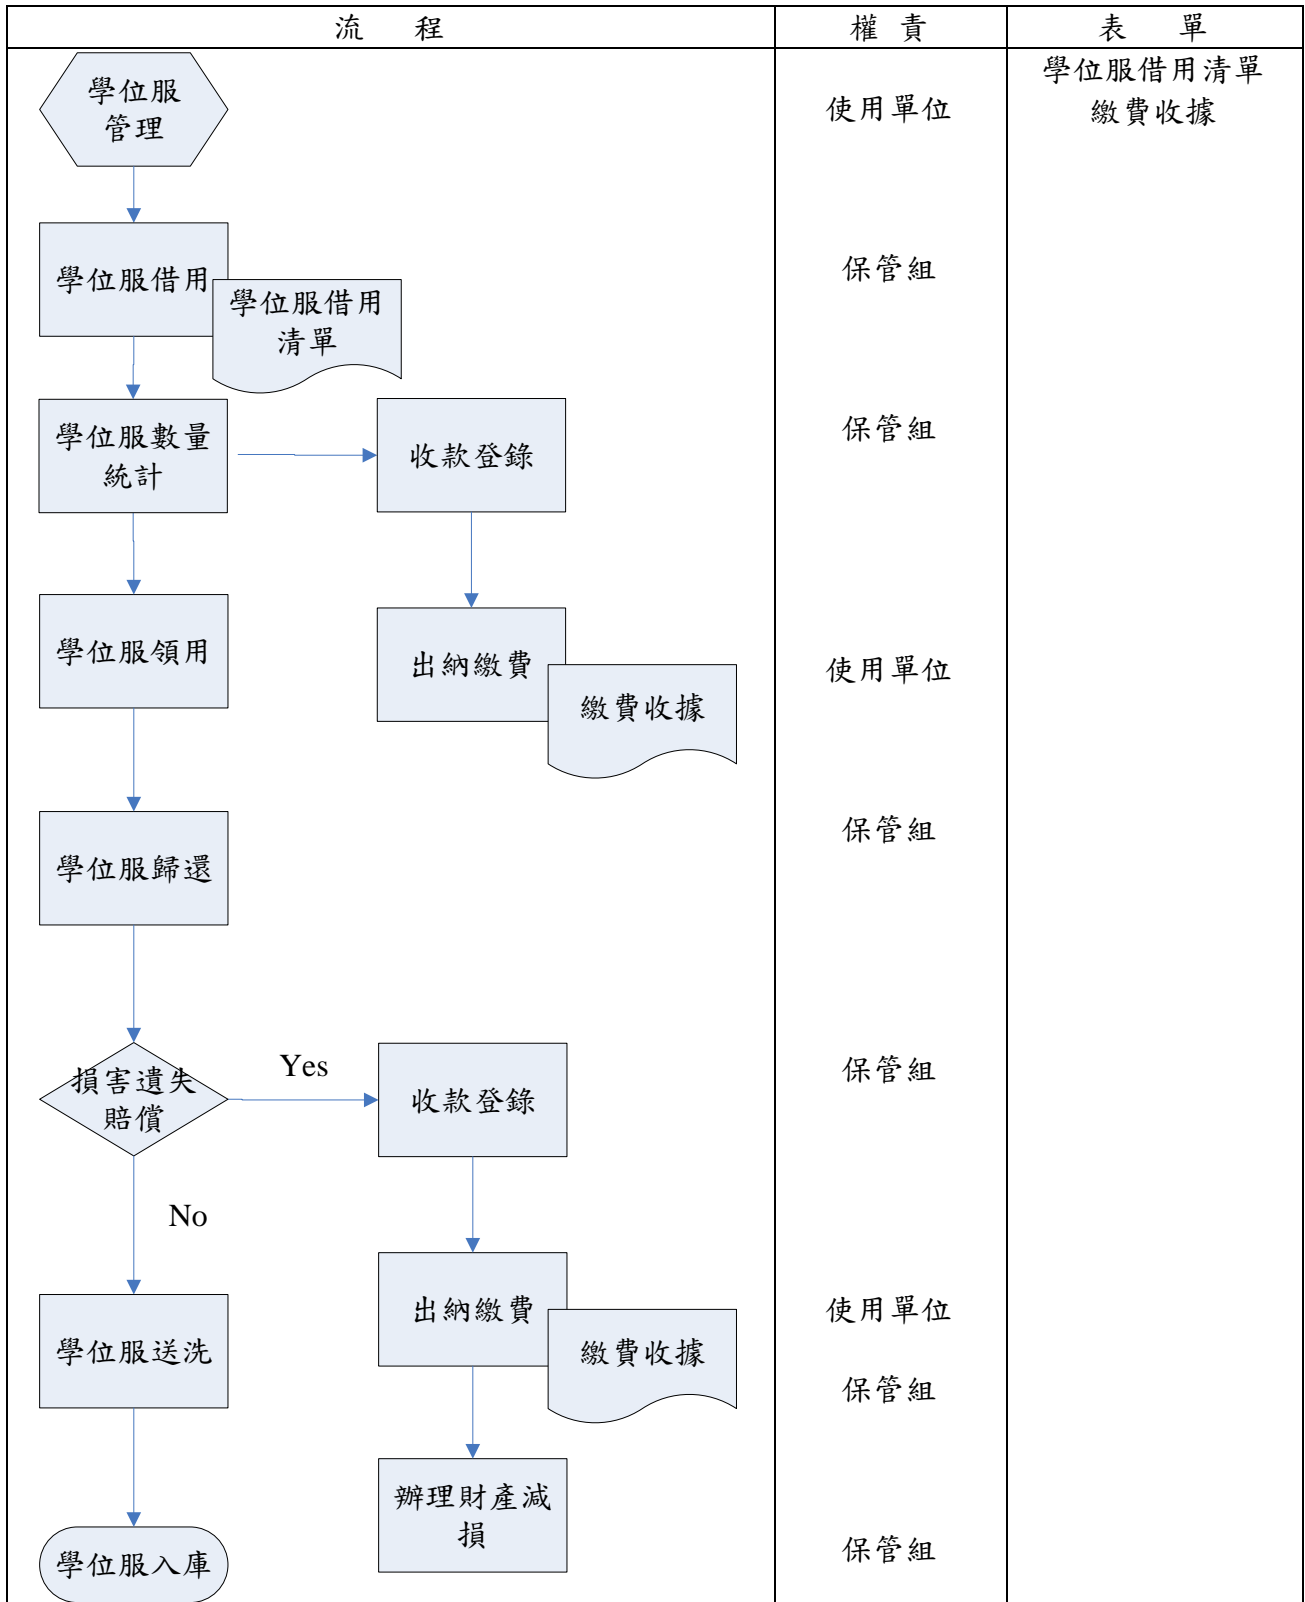 流 程
權 責
表 單
學位服
管理
使用單位
學位服借用清單
繳費收據
學位服借用
學位服借用
清單
保管組
學位服數量
統計
收款登錄
保管組
學位服領用
出納繳費
繳費收據
使用單位
學位服歸還
保管組
損害遺失
賠償
Yes
收款登錄
保管組
No
學位服送洗
出納繳費
繳費收據
使用單位
保管組
辦理財產減
損
學位服入庫
保管組